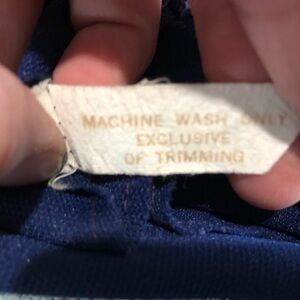 MACHINE WASH ONLY
EXCLUSIVE
OF TRIMMING